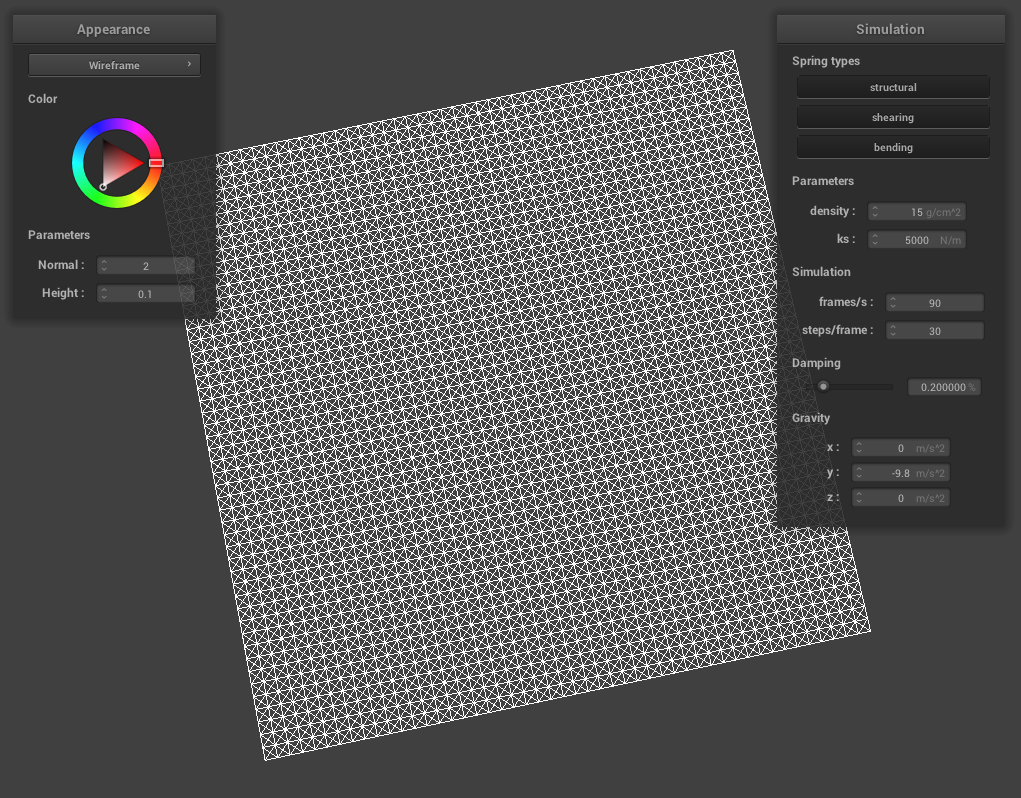 Appearance
Wireframe
Color
Parameters
Normal : 2
Height : 0.1
Simulation
Spring types
structural
shearing
bending
Parameters
density : 15 g/cm^2
ks : 5000 N/m
Simulation
frames/s : 90
steps/frame : 30
Damping
0.200000 %
Gravity
x : 0 m/s^2
y : -9.8 m/s^2
z : 0 m/s^2